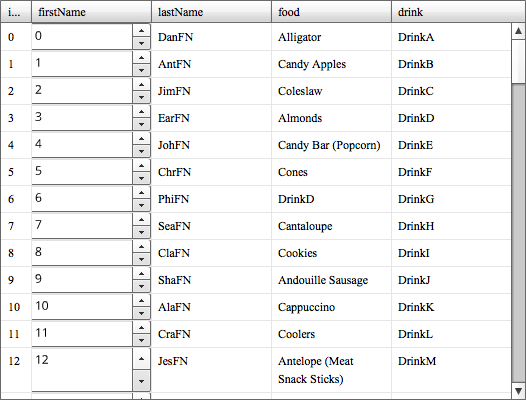 i... firstName lastName food drink
0 0 DanFN Alligator DrinkA
1 1 AntFN Candy Apples DrinkB
2 2 JimFN Coleslaw DrinkC
3 3 EarFN Almonds DrinkD
4 4 JohFN Candy Bar (Popcorn) DrinkE
5 5 ChrFN Cones DrinkF
6 6 PhiFN DrinkD DrinkG
7 7 SeaFN Cantaloupe DrinkH
8 8 ClaFN Cookies DrinkI
9 9 ShaFN Andouille Sausage DrinkJ
10 10 AlaFN Cappuccino DrinkK
11 11 CraFN Coolers DrinkL
12 12 JesFN Antelope (Meat DrinkM
Snack Sticks)